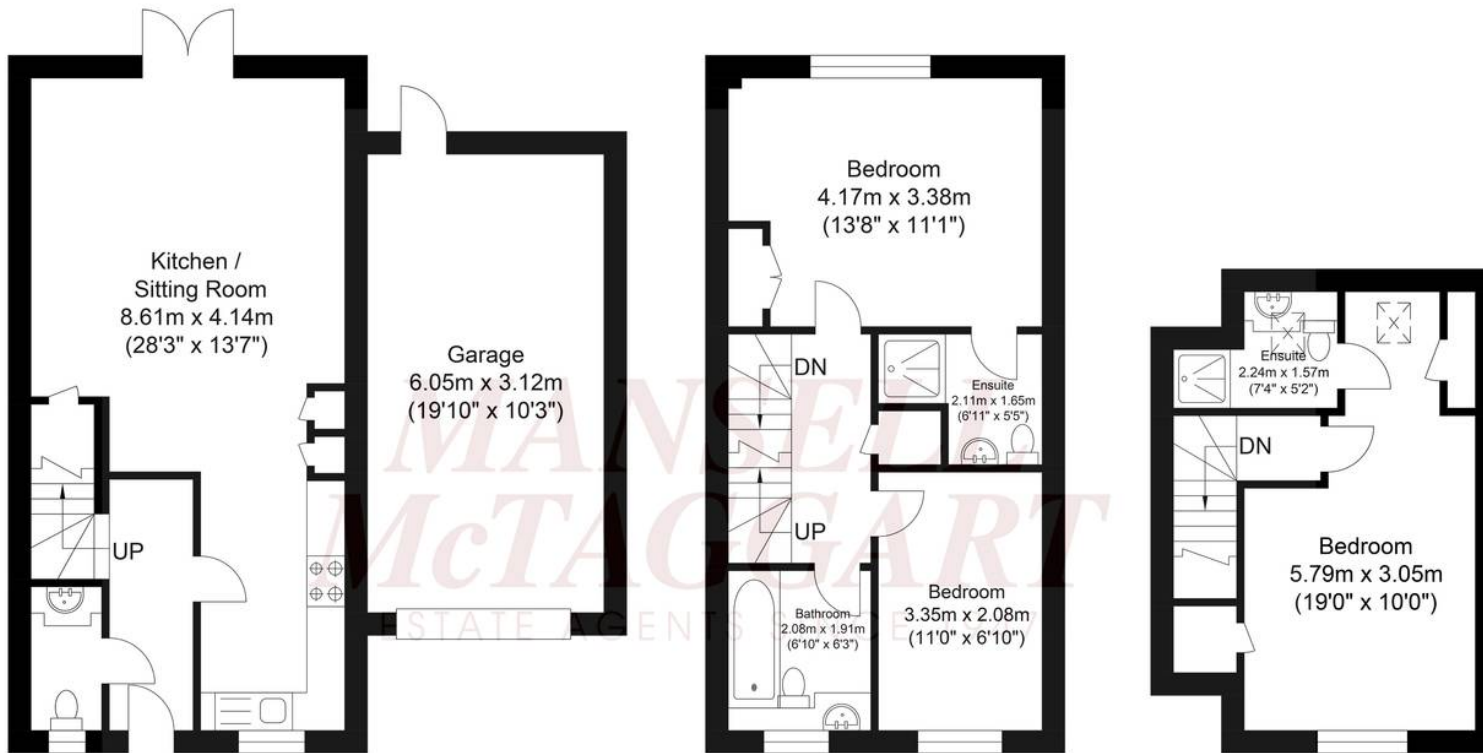 Kitchen /
Sitting Room
8.61m x 4.14m
(28'3" x 13'7")
UP
Garage
6.05m x 3.12m
(19'10" x 10'3")
Bedroom
4.17m x 3.38m
(13'8" x 11'1")
DN
Ensuite
2.11m x 1.65m
(6'11" x 5'5")
UP
Bathroom
2.08m x 1.91m
(6'10" x 6'3")
Bedroom
3.35m x 2.08m
(11'0" x 6'10")
Ensuite
2.24m x 1.57m
(7'4" x 5'2")
DN
Bedroom
5.79m x 3.05m
(19'0" x 10'0")
MANSELL
McTAGGART
ESTATE AGENTS SINCE 1947